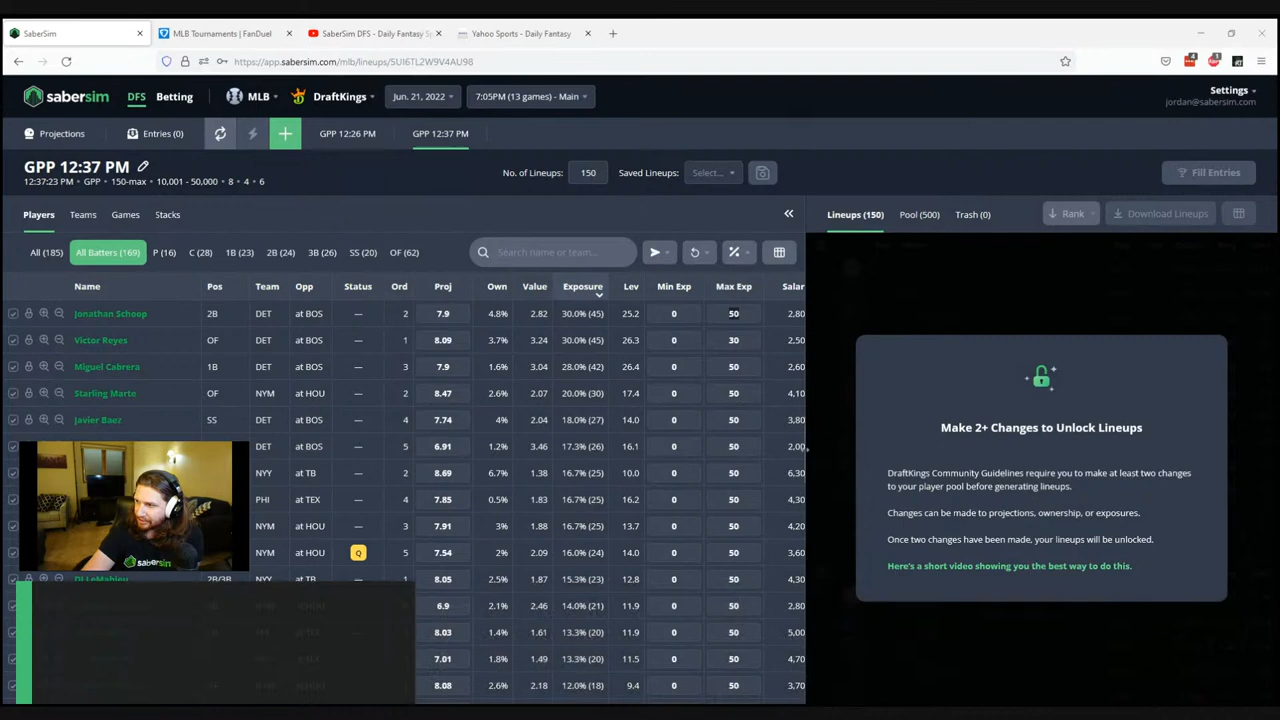 SaberSim
MLB Tournaments | FanDuel
SaberSim DFS - Daily Fantasy Sp
Yahoo Sports - Daily Fantasy
https://app.sabersim.com/mlb/lineups/5UI6TL2W9V4AU98
sabersim DFS Betting MLB DraftKings Jun. 21, 2022 7:05PM (13 games) - Main Settings
jordan@sabersim.com
Projections Entries (0) GPP 12:26 PM GPP 12:37 PM
GPP 12:37 PM
12:37:23 PM • GPP • 150-max • 10,001 - 50,000 • 8 • 4 • 6
No. of Lineups: 150 Saved Lineups: Select... Fill Entries
Players Teams Games Stacks
Lineups (150) Pool (500) Trash (0) Rank Download Lineups
All (185) All Batters (169) P (16) C (28) 1B (23) 2B (24) 3B (26) SS (20) OF (62) Search name or team...
Name Pos Team Opp Status Ord Proj Own Value Exposure Lev Min Exp Max Exp Salar
Jonathan Schoop 2B DET at BOS — 2 7.9 4.8% 2.82 30.0% (45) 25.2 0 50 2,80
Victor Reyes OF DET at BOS — 1 8.09 3.7% 3.24 30.0% (45) 26.3 0 30 2,50
Miguel Cabrera 1B DET at BOS — 3 7.9 1.6% 3.04 28.0% (42) 26.4 0 50 2,60
Starling Marte OF NYM at HOU — 2 8.47 2.6% 2.07 20.0% (30) 17.4 0 50 4,10
Javier Baez SS DET at BOS — 4 7.74 4% 2.04 18.0% (27) 14.0 0 50 3,80
DET at BOS — 5 6.91 1.2% 3.46 17.3% (26) 16.1 0 50 2,00
NYY at TB — 2 8.69 6.7% 1.38 16.7% (25) 10.0 0 50 6,30
PHI at TEX — 4 7.85 0.5% 1.83 16.7% (25) 16.2 0 50 4,30
NYM at HOU — 3 7.91 3% 1.88 16.7% (25) 13.7 0 50 4,20
NYM at HOU Q 5 7.54 2% 2.09 16.0% (24) 14.0 0 50 3,60
DJ LeMahieu 2B/3B NYY at TB — 1 8.05 2.5% 1.87 15.3% (23) 12.8 0 50 4,30
6.9 2.1% 2.46 14.0% (21) 11.9 0 50 2,80
8.03 1.4% 1.61 13.3% (20) 11.9 0 50 5,00
7.01 1.8% 1.49 13.3% (20) 11.5 0 50 4,70
8.08 2.6% 2.18 12.0% (18) 9.4 0 50 3,70
sabersim
Make 2+ Changes to Unlock Lineups
DraftKings Community Guidelines require you to make at least two changes
to your player pool before generating lineups.
Changes can be made to projections, ownership, or exposures.
Once two changes have been made, your lineups will be unlocked.
Here's a short video showing you the best way to do this.